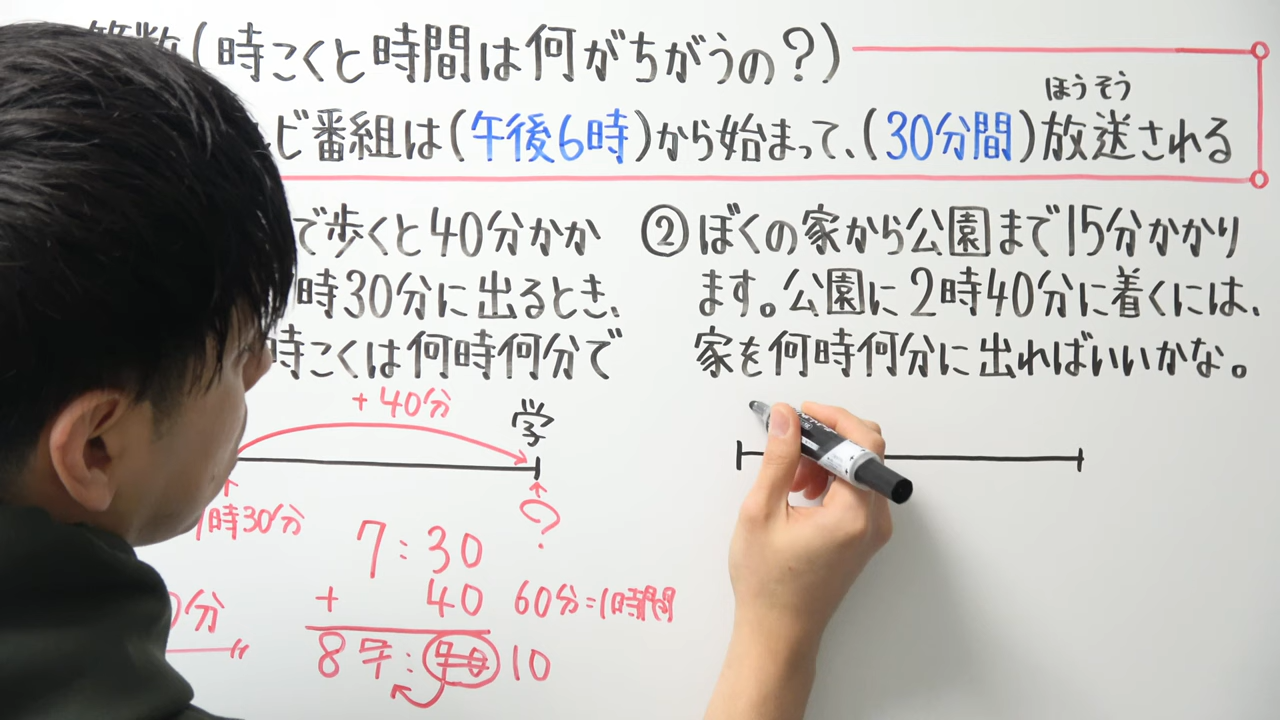 算数(時こくと時間は何がちがうの?)
ほうそう
ビ番組は(午後6時)から始まって、(30分間)放送される
で歩くと40分かか
時30分に出るとき、
時こくは何時何分で
+40分
学
時30分
?
7:30
+ 40
60分=1時間
8 7:70 10
0分
②ぼくの家から公園まで15分かかり
ます。公園に2時40分に着くには、
家を何時何分に出ればいいかな。